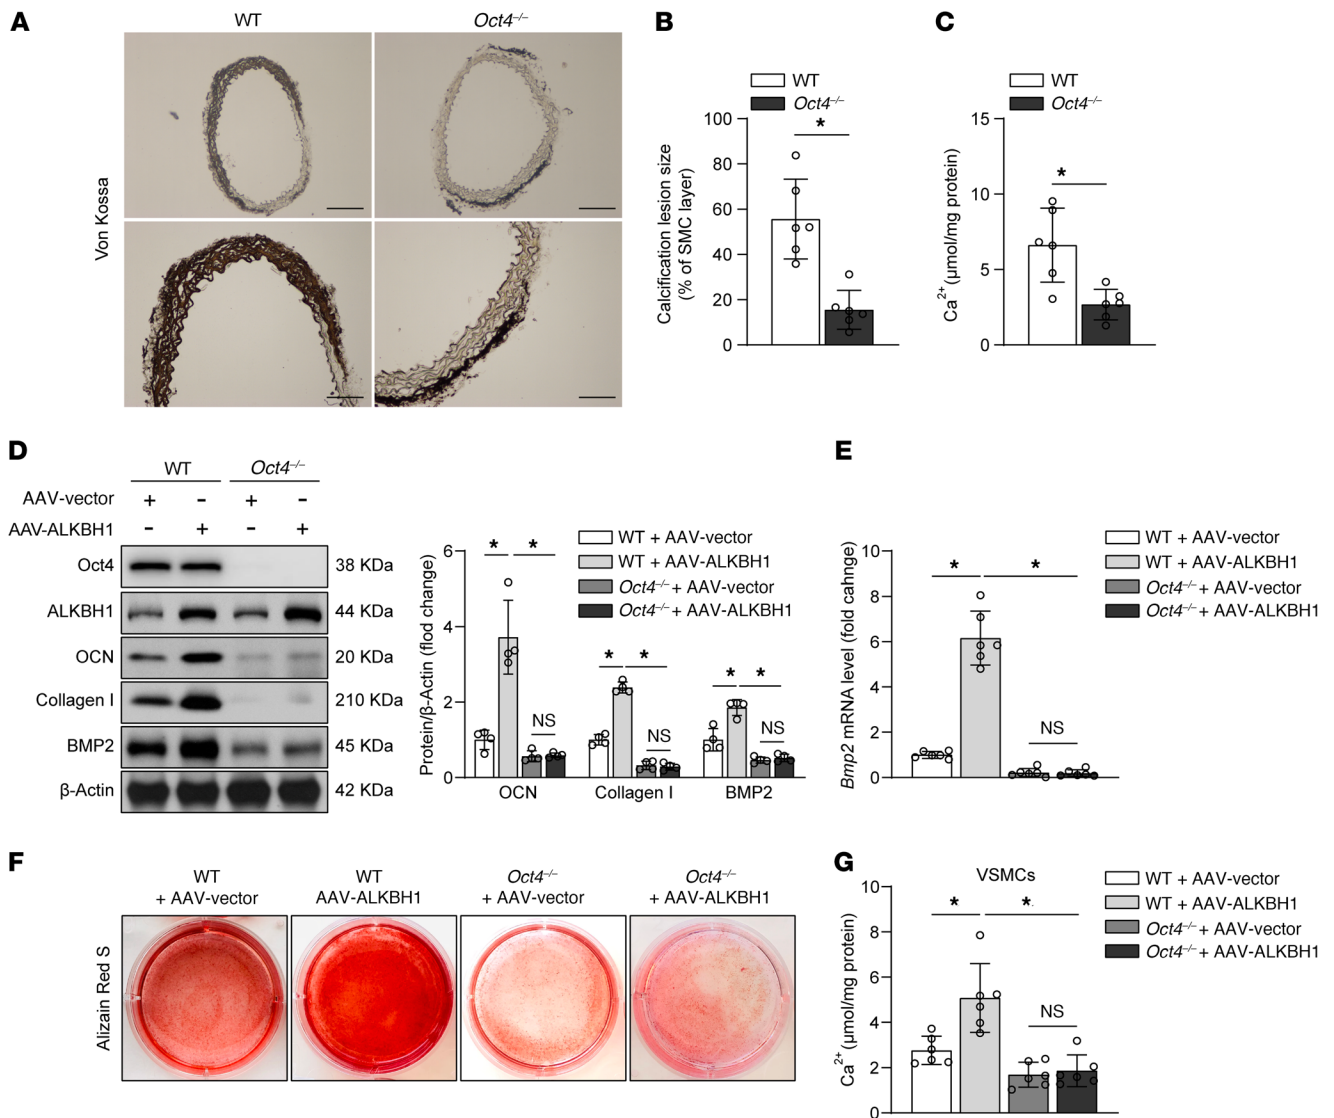 A
WT
Oct4–/–
Von Kossa
B
WT
Oct4–/–
Calcification lesion size
(% of SMC layer)
100
80
60
40
20
0
*
C
WT
Oct4–/–
Ca2+ (µmol/mg protein)
15
10
5
0
*
D
WT
Oct4–/–
AAV-vector + – + –
AAV-ALKBH1 – + – +
Oct4 38 KDa
ALKBH1 44 KDa
OCN 20 KDa
Collagen I 210 KDa
BMP2 45 KDa
β-Actin 42 KDa
Protein/β-Actin (flod change)
6
4
2
0
WT + AAV-vector
WT + AAV-ALKBH1
Oct4–/– + AAV-vector
Oct4–/– + AAV-ALKBH1
* *
* *
* *
NS
NS
NS
OCN
Collagen I
BMP2
E
Bmp2 mRNA level (fold cahnge)
10
8
6
4
2
0
* *
NS
WT + AAV-vector
WT + AAV-ALKBH1
Oct4–/– + AAV-vector
Oct4–/– + AAV-ALKBH1
F
WT
+ AAV-vector
WT
AAV-ALKBH1
Oct4–/–
+ AAV-vector
Oct4–/–
+ AAV-ALKBH1
Alizain Red S
G
VSMCs
Ca2+ (µmol/mg protein)
10
8
6
4
2
0
* *
NS
WT + AAV-vector
WT + AAV-ALKBH1
Oct4–/– + AAV-vector
Oct4–/– + AAV-ALKBH1